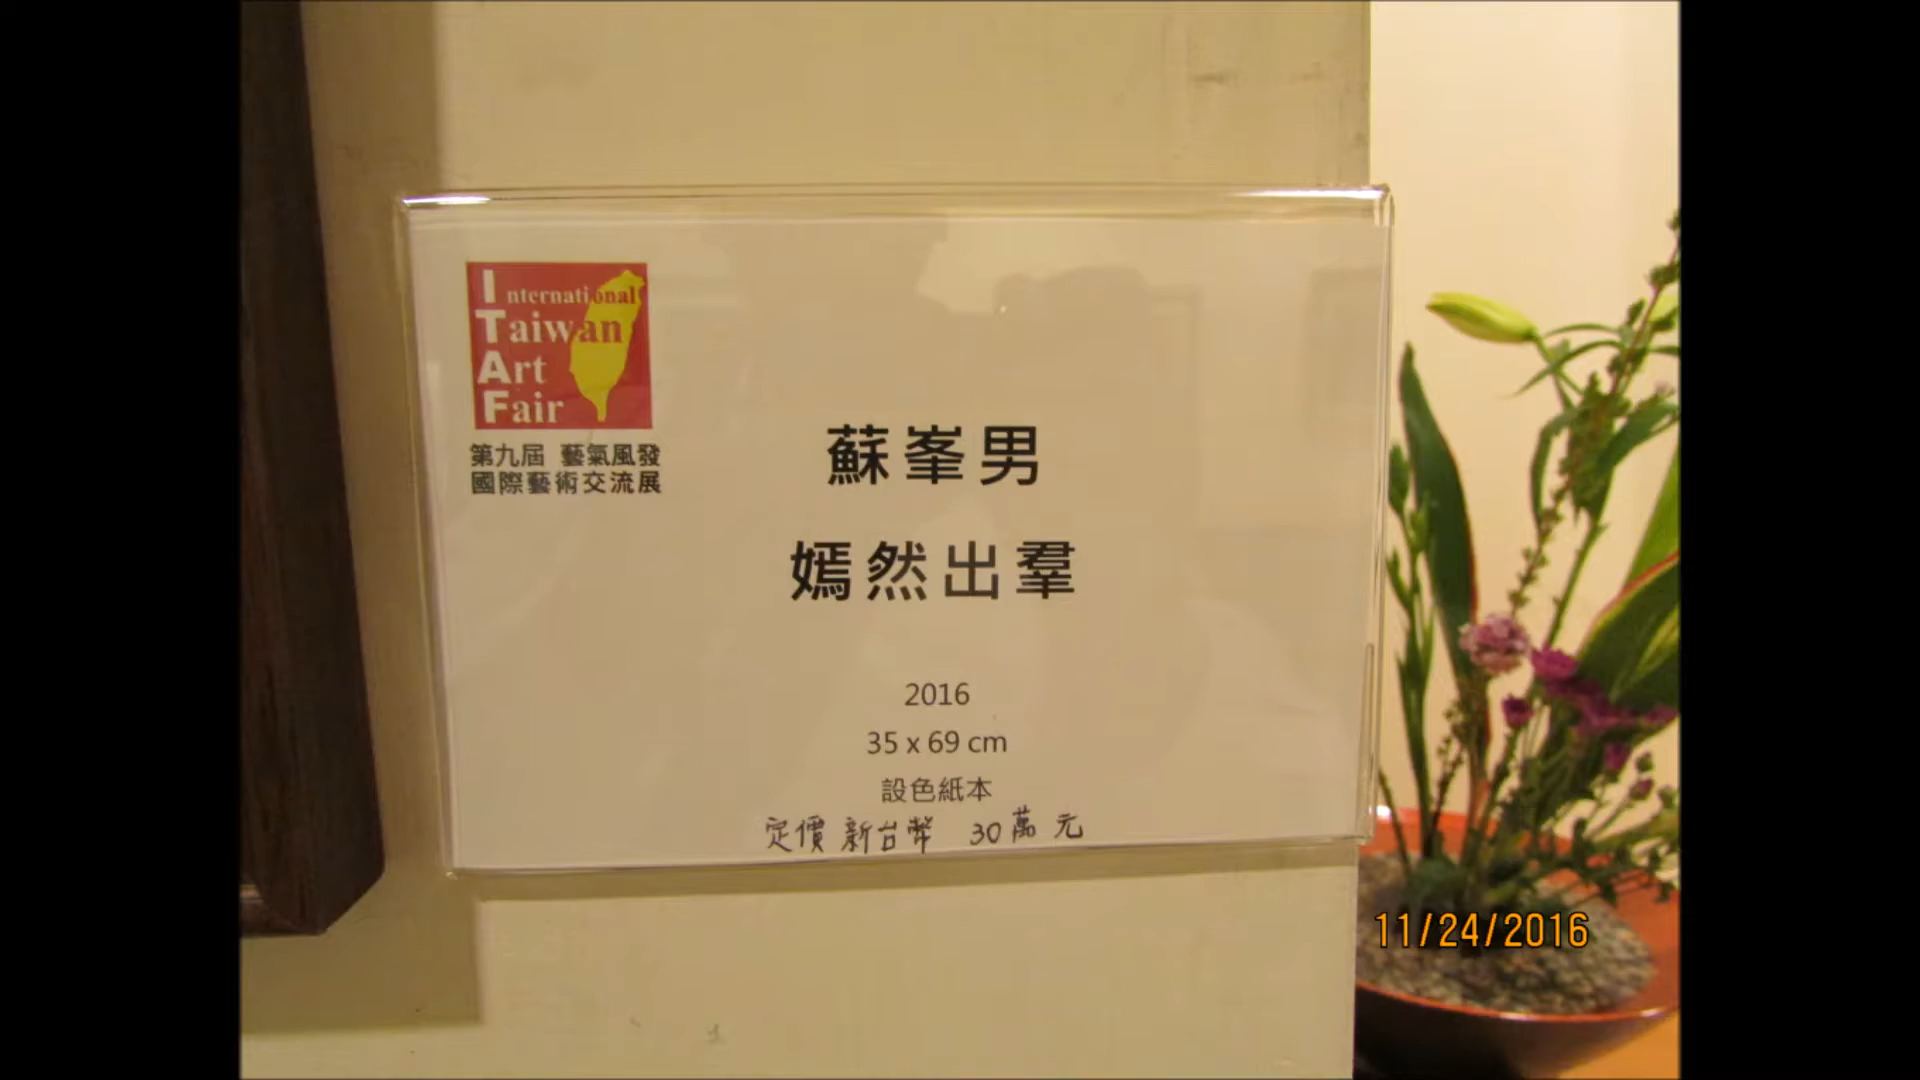 International
Taiwan
Art
Fair
第九屆 藝氣風發
國際藝術交流展
蘇峯男
嫣然出羣
2016
35 x 69 cm
設色紙本
定價 新台幣 30萬元
11/24/2016